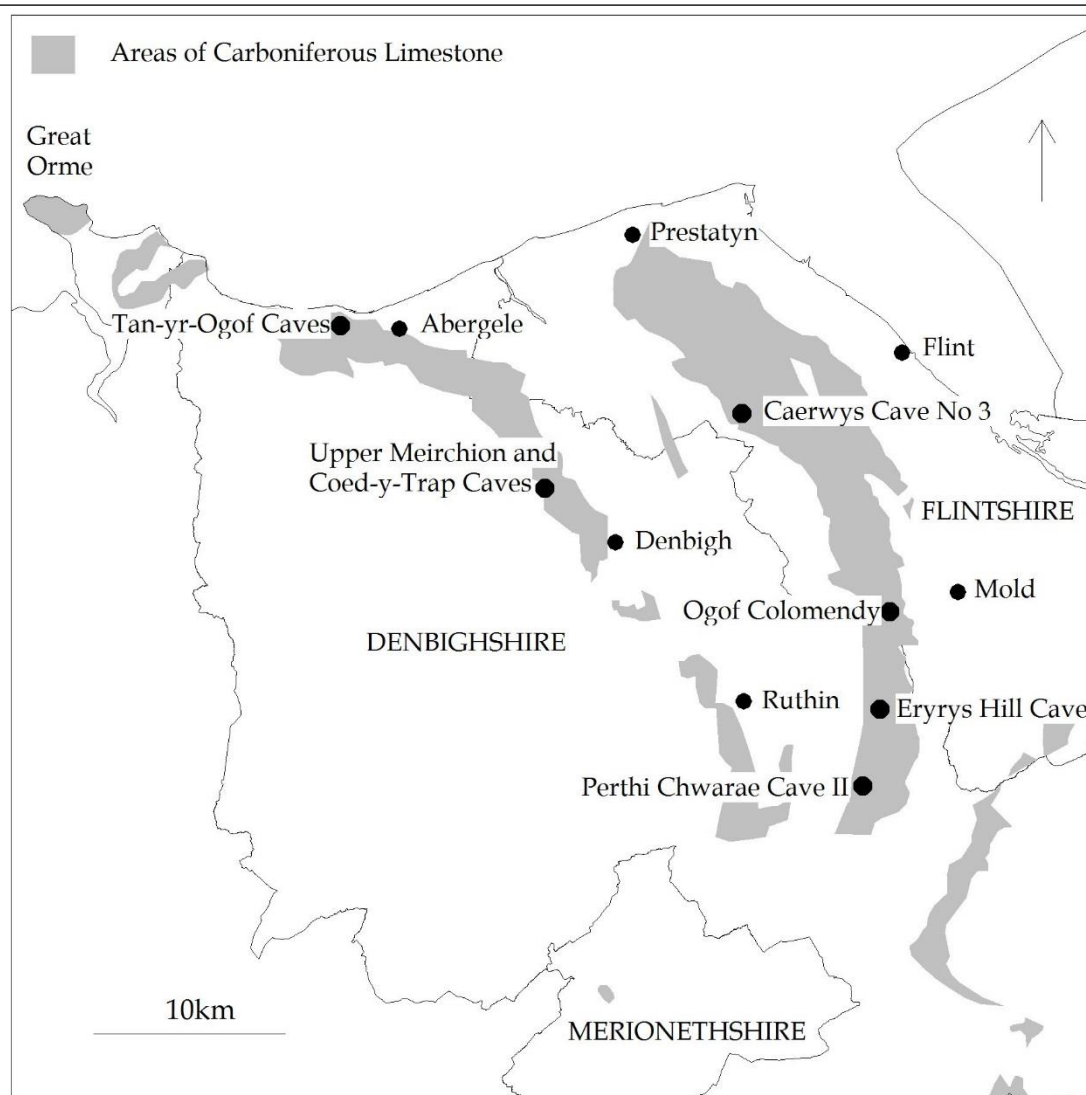 Areas of Carboniferous Limestone
Great
Orme
Prestatyn
Tan-yr-Ogof Caves
Abergele
Flint
Caerwys Cave No 3
Upper Meirchion and
Coed-y-Trap Caves
FLINTSHIRE
Denbigh
Mold
Ogof Colomendy
DENBIGHSHIRE
Ruthin
Eryrys Hill Cave
Perthi Chwarae Cave II
10km
MERIONETHSHIRE